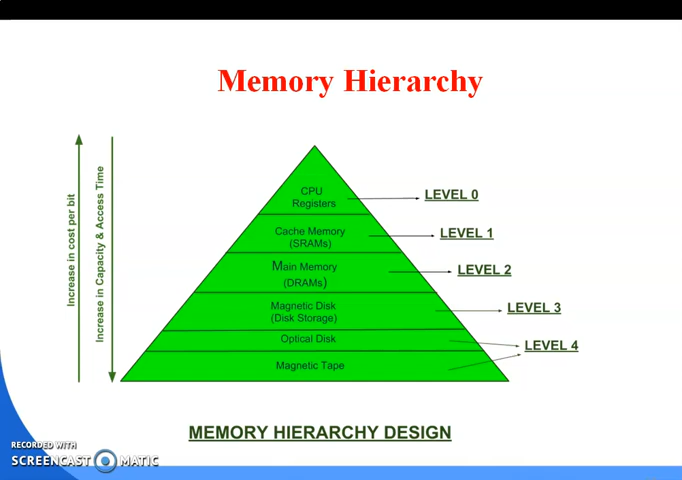 Memory Hierarchy
Increase in cost per bit
Increase in Capacity & Access Time
CPU
Registers
LEVEL 0
Cache Memory
(SRAMs)
LEVEL 1
Main Memory
(DRAMs)
LEVEL 2
Magnetic Disk
(Disk Storage)
LEVEL 3
Optical Disk
LEVEL 4
Magnetic Tape
MEMORY HIERARCHY DESIGN
RECORDED WITH
SCREENCAST MATIC